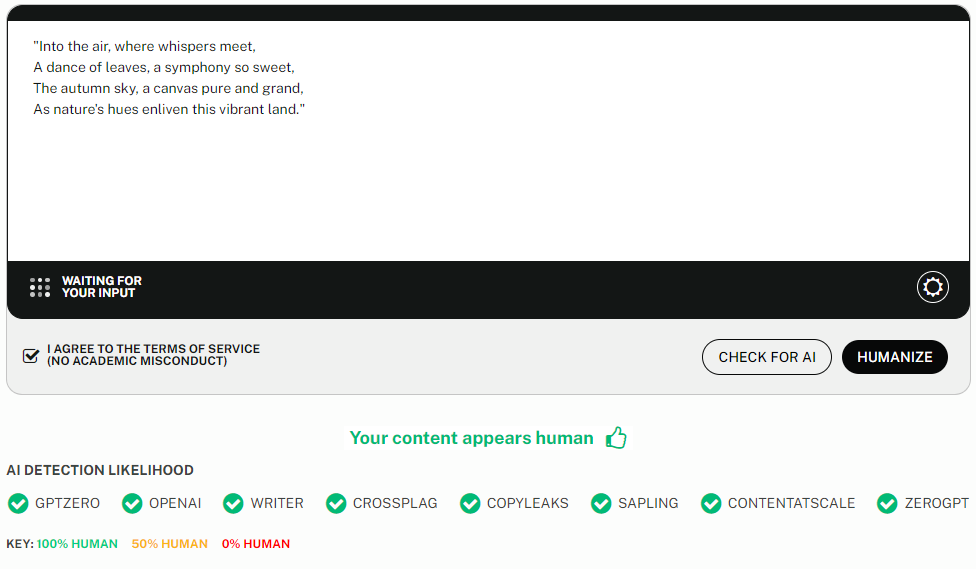 "Into the air, where whispers meet,
A dance of leaves, a symphony so sweet,
The autumn sky, a canvas pure and grand,
As nature's hues enliven this vibrant land."
WAITING FOR
YOUR INPUT
I AGREE TO THE TERMS OF SERVICE
(NO ACADEMIC MISCONDUCT)
CHECK FOR AI HUMANIZE
Your content appears human
AI DETECTION LIKELIHOOD
GPTZERO OPENAI WRITER CROSSPLAG COPYLEAKS SAPLING CONTENTATSCALE ZEROGPT
KEY: 100% HUMAN 50% HUMAN 0% HUMAN